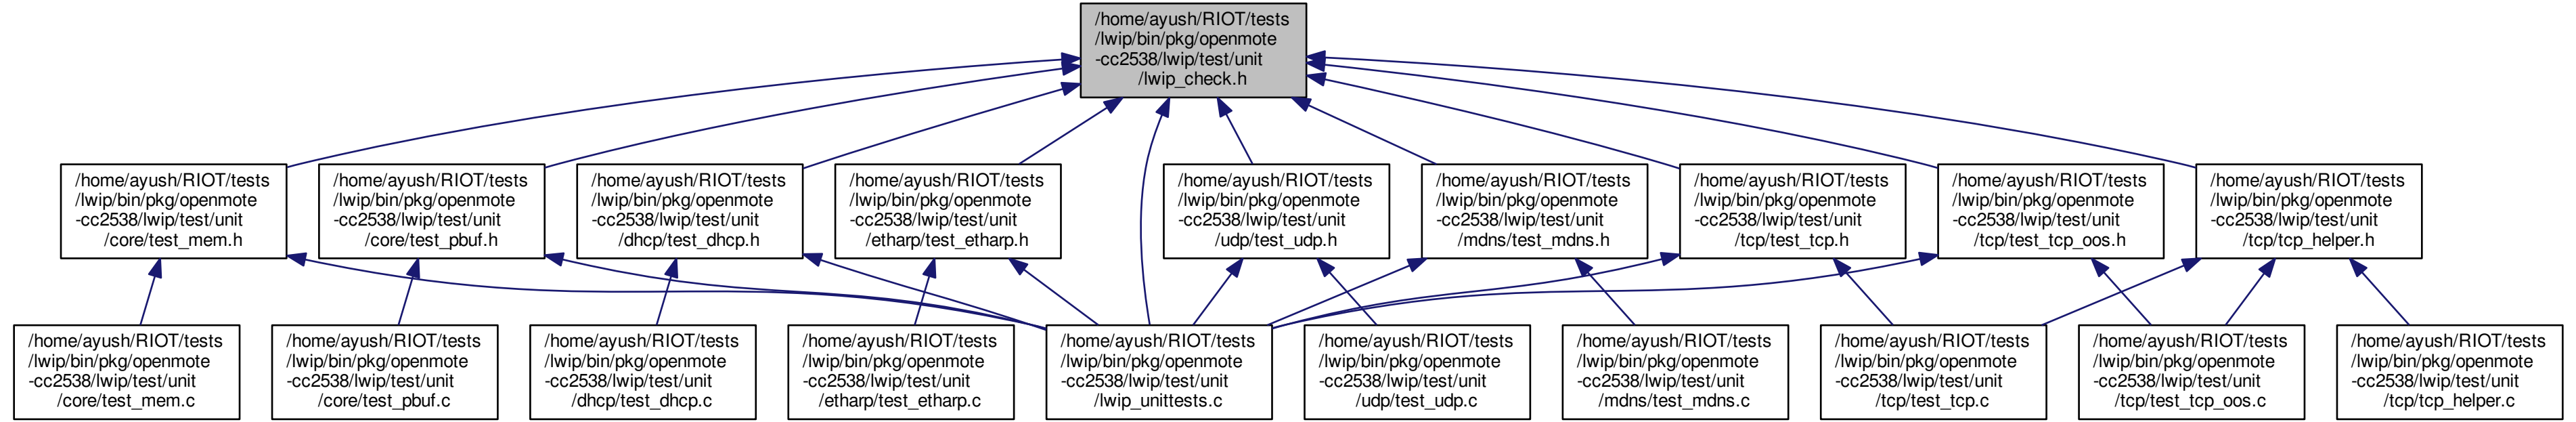 /home/ayush/RIOT/tests
/lwip/bin/pkg/openmote
-cc2538/lwip/test/unit
/lwip_check.h
/home/ayush/RIOT/tests
/lwip/bin/pkg/openmote
-cc2538/lwip/test/unit
/core/test_mem.h
/home/ayush/RIOT/tests
/lwip/bin/pkg/openmote
-cc2538/lwip/test/unit
/core/test_pbuf.h
/home/ayush/RIOT/tests
/lwip/bin/pkg/openmote
-cc2538/lwip/test/unit
/dhcp/test_dhcp.h
/home/ayush/RIOT/tests
/lwip/bin/pkg/openmote
-cc2538/lwip/test/unit
/etharp/test_etharp.h
/home/ayush/RIOT/tests
/lwip/bin/pkg/openmote
-cc2538/lwip/test/unit
/udp/test_udp.h
/home/ayush/RIOT/tests
/lwip/bin/pkg/openmote
-cc2538/lwip/test/unit
/mdns/test_mdns.h
/home/ayush/RIOT/tests
/lwip/bin/pkg/openmote
-cc2538/lwip/test/unit
/tcp/test_tcp.h
/home/ayush/RIOT/tests
/lwip/bin/pkg/openmote
-cc2538/lwip/test/unit
/tcp/test_tcp_oos.h
/home/ayush/RIOT/tests
/lwip/bin/pkg/openmote
-cc2538/lwip/test/unit
/tcp/tcp_helper.h
/home/ayush/RIOT/tests
/lwip/bin/pkg/openmote
-cc2538/lwip/test/unit
/core/test_mem.c
/home/ayush/RIOT/tests
/lwip/bin/pkg/openmote
-cc2538/lwip/test/unit
/core/test_pbuf.c
/home/ayush/RIOT/tests
/lwip/bin/pkg/openmote
-cc2538/lwip/test/unit
/dhcp/test_dhcp.c
/home/ayush/RIOT/tests
/lwip/bin/pkg/openmote
-cc2538/lwip/test/unit
/etharp/test_etharp.c
/home/ayush/RIOT/tests
/lwip/bin/pkg/openmote
-cc2538/lwip/test/unit
/lwip_unittests.c
/home/ayush/RIOT/tests
/lwip/bin/pkg/openmote
-cc2538/lwip/test/unit
/udp/test_udp.c
/home/ayush/RIOT/tests
/lwip/bin/pkg/openmote
-cc2538/lwip/test/unit
/mdns/test_mdns.c
/home/ayush/RIOT/tests
/lwip/bin/pkg/openmote
-cc2538/lwip/test/unit
/tcp/test_tcp.c
/home/ayush/RIOT/tests
/lwip/bin/pkg/openmote
-cc2538/lwip/test/unit
/tcp/test_tcp_oos.c
/home/ayush/RIOT/tests
/lwip/bin/pkg/openmote
-cc2538/lwip/test/unit
/tcp/tcp_helper.c